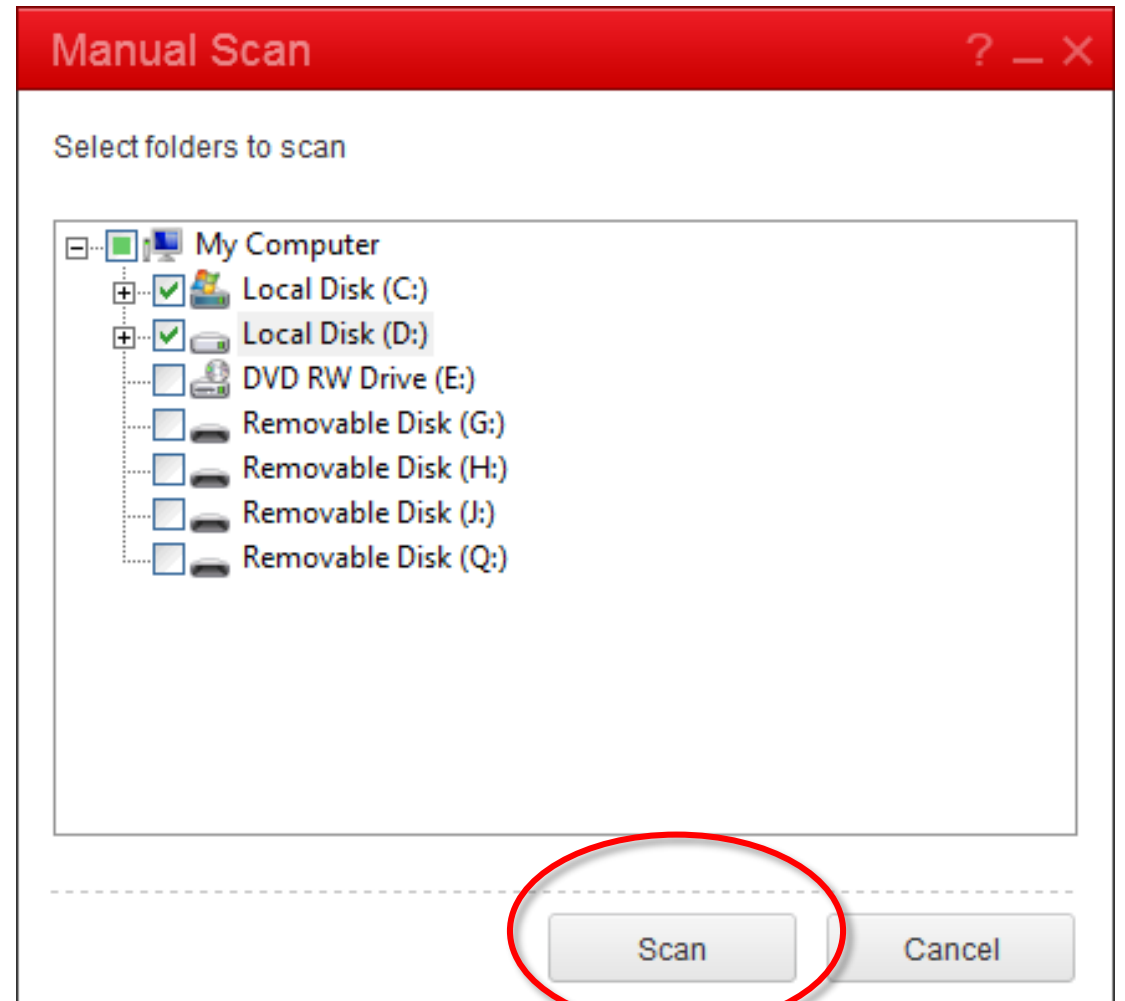 Manual Scan ? _ X
Select folders to scan
My Computer
Local Disk (C:)
Local Disk (D:)
DVD RW Drive (E:)
Removable Disk (G:)
Removable Disk (H:)
Removable Disk (J:)
Removable Disk (Q:)
Scan Cancel